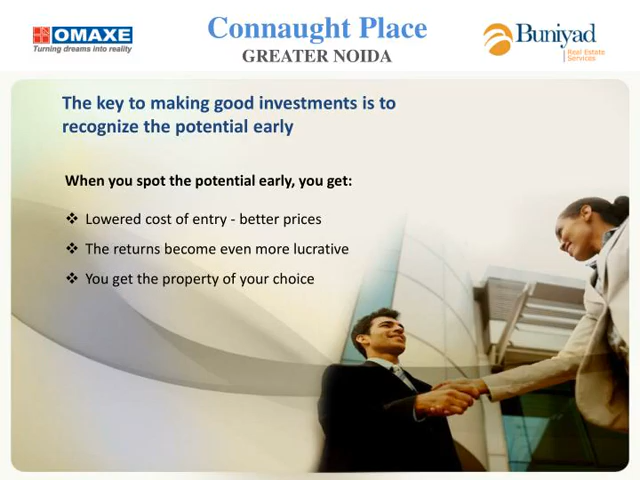 OMAXE
Turning dreams into reality
Connaught Place
GREATER NOIDA
Buniyad
Real Estate
Services
The key to making good investments is to
recognize the potential early
When you spot the potential early, you get:
❖ Lowered cost of entry - better prices
❖ The returns become even more lucrative
❖ You get the property of your choice